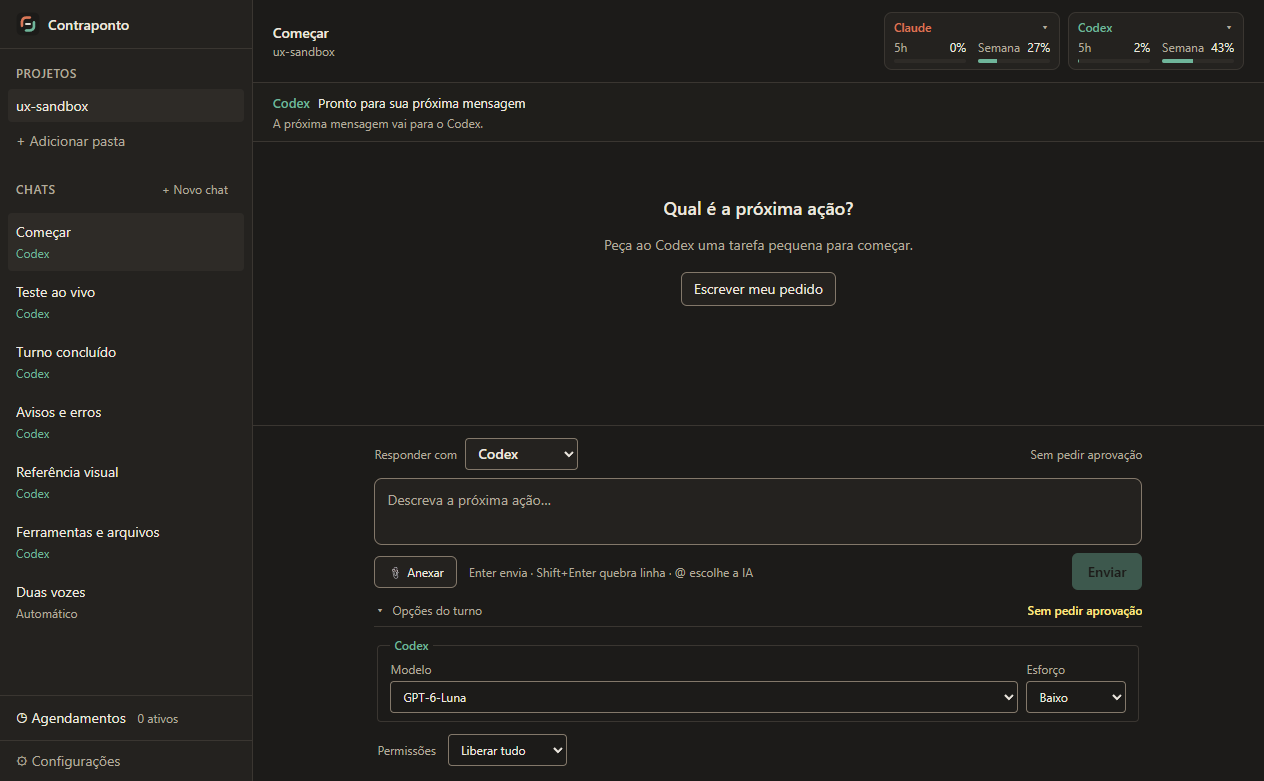 Contraponto
PROJETOS
ux-sandbox
+ Adicionar pasta
CHATS
+ Novo chat
Começar
Codex
Teste ao vivo
Codex
Turno concluído
Codex
Avisos e erros
Codex
Referência visual
Codex
Ferramentas e arquivos
Codex
Duas vozes
Automático
Agendamentos 0 ativos
Configurações
Começar
ux-sandbox
Claude
5h 0% Semana 27%
Codex
5h 2% Semana 43%
Codex Pronto para sua próxima mensagem
A próxima mensagem vai para o Codex.
Qual é a próxima ação?
Peça ao Codex uma tarefa pequena para começar.
Escrever meu pedido
Responder com Codex
Sem pedir aprovação
Descreva a próxima ação...
Anexar
Enter envia · Shift+Enter quebra linha · @ escolhe a IA
Enviar
Opções do turno
Sem pedir aprovação
Codex
Modelo
Esforço
GPT-6-Luna
Baixo
Permissões Liberar tudo